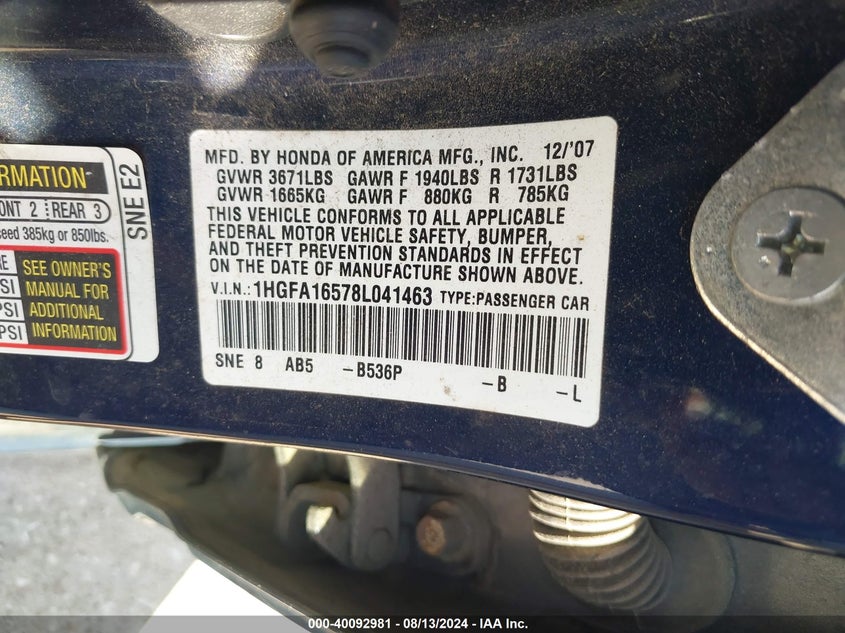 RMATION
ONT 2 REAR 3
ceed 385kg or 850lbs.
RE
SEE OWNER'S
PSI MANUAL FOR
PSI ADDITIONAL
PSI INFORMATION
SNE E2
MFD. BY HONDA OF AMERICA MFG., INC. 12/'07
GVWR 3671LBS GAWR F 1940LBS R 1731LBS
GVWR 1665KG GAWR F 880KG R 785KG
THIS VEHICLE CONFORMS TO ALL APPLICABLE
FEDERAL MOTOR VEHICLE SAFETY, BUMPER,
AND THEFT PREVENTION STANDARDS IN EFFECT
ON THE DATE OF MANUFACTURE SHOWN ABOVE.
V.I.N.:1HGFA16578L041463 TYPE:PASSENGER CAR
SNE 8 AB5 -B536P -B -L
000-40092981 - 08/13/2024 - IAA Inc.